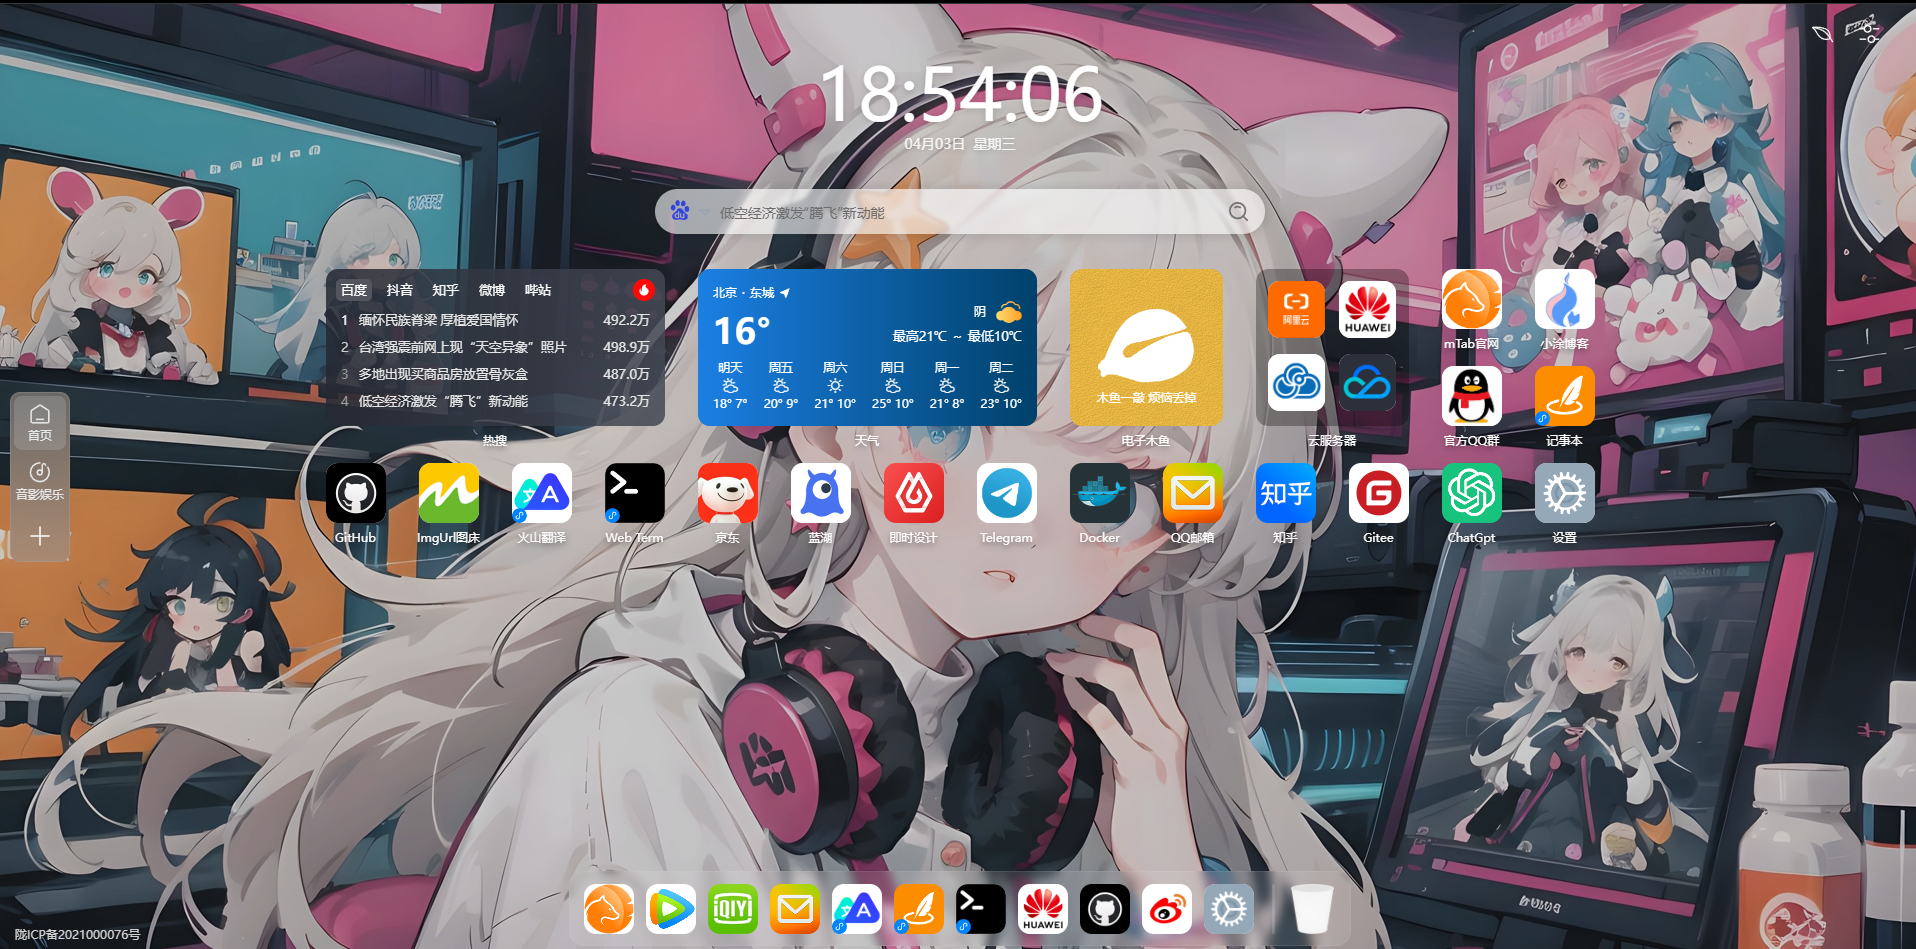 18:54:06
04月03日 星期三
低空经济激发“腾飞”新动能
百度 抖音 知乎 微博 哔站
1 缅怀民族脊梁 厚植爱国情怀 492.2万
2 台湾强震前网上现“天空异象”照片 498.9万
3 多地出现买商品房放置骨灰盒 487.0万
4 低空经济激发“腾飞”新动能 473.2万
热搜
北京·东城
16°
阴
最高21℃ ~ 最低10℃
明天 周五 周六 周日 周一 周二
18° 7° 20° 9° 21° 10° 25° 10° 21° 8° 23° 10°
天气
木鱼一敲 烦恼丢掉
电子木鱼
阿里云
HUAWEI
云服务器
mTab官网
小涂博客
官方QQ群
记事本
首页
音影娱乐
知乎
GitHub ImgUrl图床 火山翻译 Web Term 京东 蓝湖 即时设计 Telegram Docker QQ邮箱 知乎 Gitee ChatGpt 设置
QIY
HUAWEI
陇ICP备2021000076号